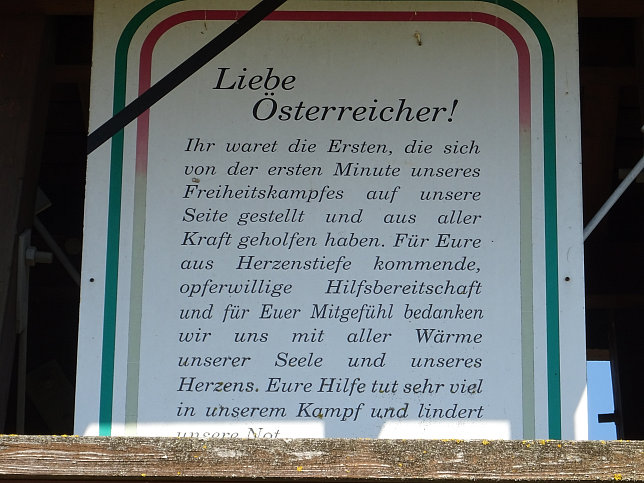 Liebe
Österreicher!
Ihr waret die Ersten, die sich
von der ersten Minute unseres
Freiheitskampfes auf unsere
Seite gestellt und aus aller
Kraft geholfen haben. Für Eure
aus Herzenstiefe kommende,
opferwillige Hilfsbereitschaft
und für Euer Mitgefühl bedanken
wir uns mit aller Wärme
unserer Seele und unseres
Herzens. Eure Hilfe tut sehr viel
in unserem Kampf und lindert
unsere Not